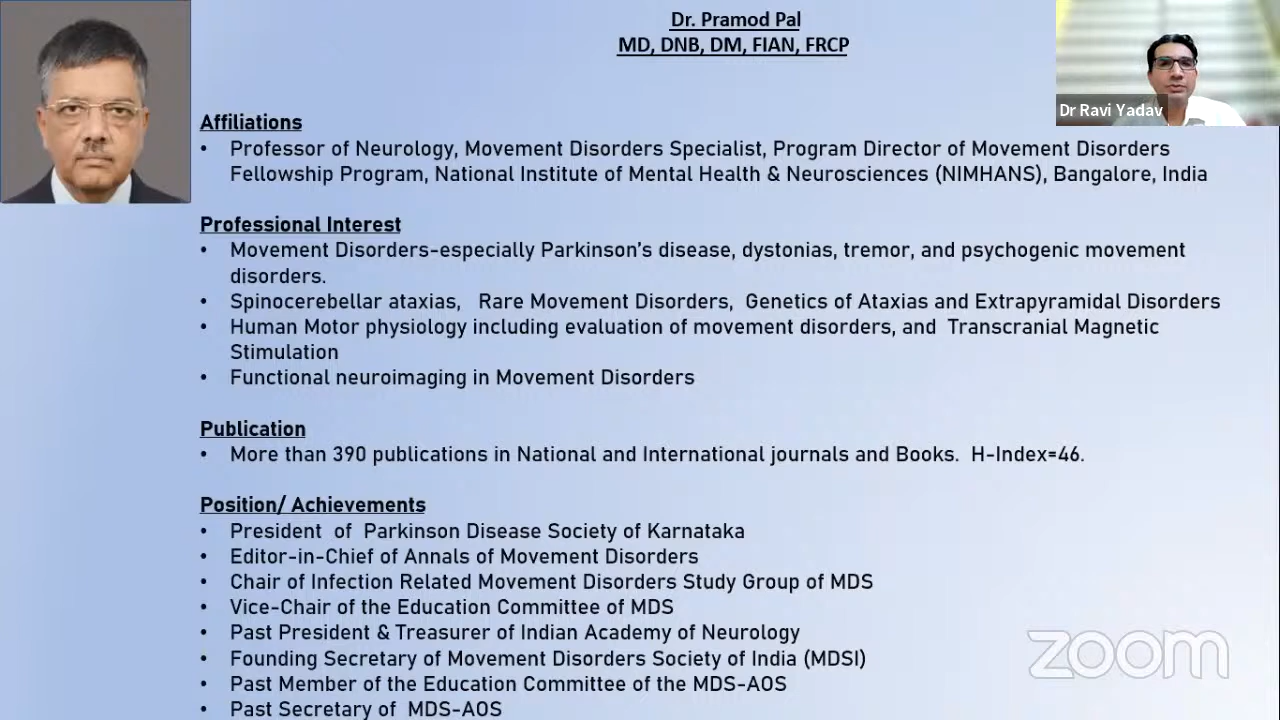 Dr. Pramod Pal
MD, DNB, DM, FIAN, FRCP
Dr Ravi Yadav
Affiliations
• Professor of Neurology, Movement Disorders Specialist, Program Director of Movement Disorders
Fellowship Program, National Institute of Mental Health & Neurosciences (NIMHANS), Bangalore, India
Professional Interest
• Movement Disorders-especially Parkinson's disease, dystonias, tremor, and psychogenic movement
disorders.
• Spinocerebellar ataxias, Rare Movement Disorders, Genetics of Ataxias and Extrapyramidal Disorders
• Human Motor physiology including evaluation of movement disorders, and Transcranial Magnetic
Stimulation
• Functional neuroimaging in Movement Disorders
Publication
• More than 390 publications in National and International journals and Books. H-Index=46.
Position/ Achievements
• President of Parkinson Disease Society of Karnataka
• Editor-in-Chief of Annals of Movement Disorders
• Chair of Infection Related Movement Disorders Study Group of MDS
• Vice-Chair of the Education Committee of MDS
• Past President & Treasurer of Indian Academy of Neurology
• Founding Secretary of Movement Disorders Society of India (MDSI)
• Past Member of the Education Committee of the MDS-AOS
• Past Secretary of MDS-AOS
zoom